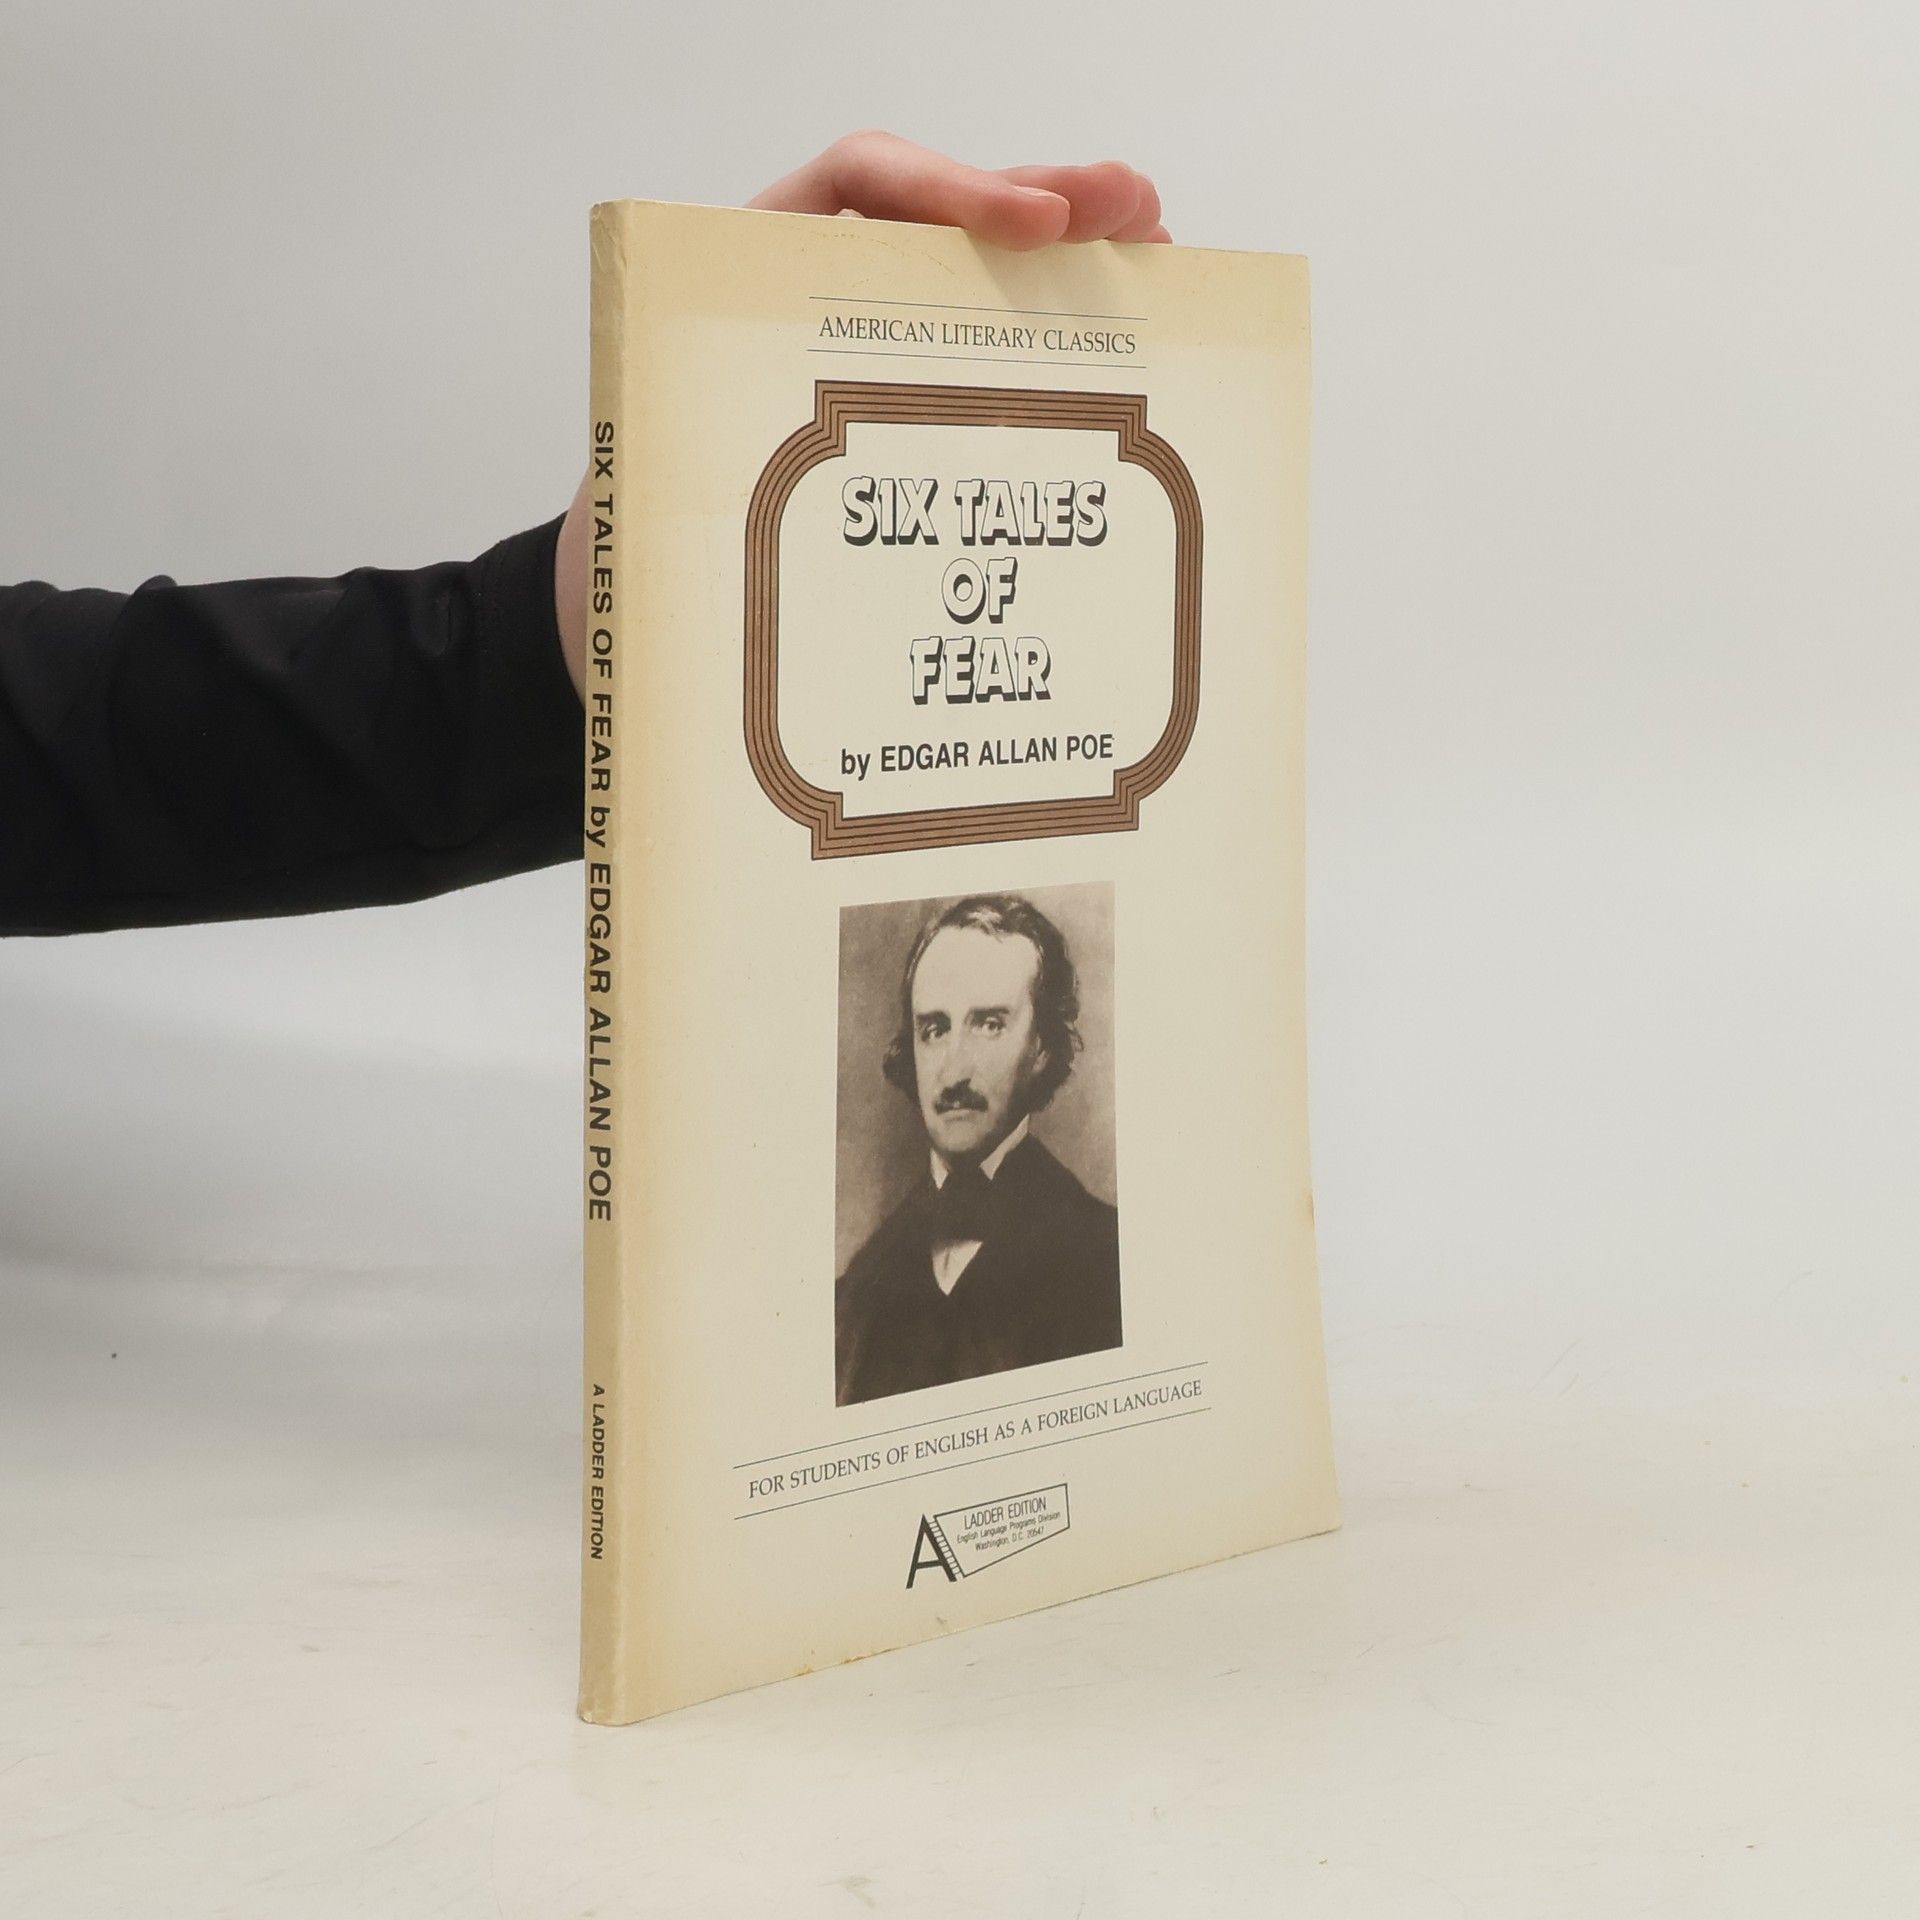 SIX TALES OF FEAR by EDGAR ALLAN POE
A LADDER EDITION
AMERICAN LITERARY CLASSICS
SIX TALES
OF
FEAR
by EDGAR ALLAN POE
FOR STUDENTS OF ENGLISH AS A FOREIGN LANGUAGE
A
LADDER EDITION
English Language Programs Division
Washington, D.C. 20547